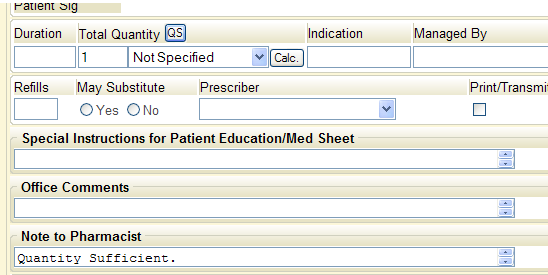 Patient Sig
Duration Total Quantity QS Indication Managed By
1 Not Specified Calc.
Refills May Substitute Prescriber Print/Transmit
Yes No
Special Instructions for Patient Education/Med Sheet
Office Comments
Note to Pharmacist
Quantity Sufficient.